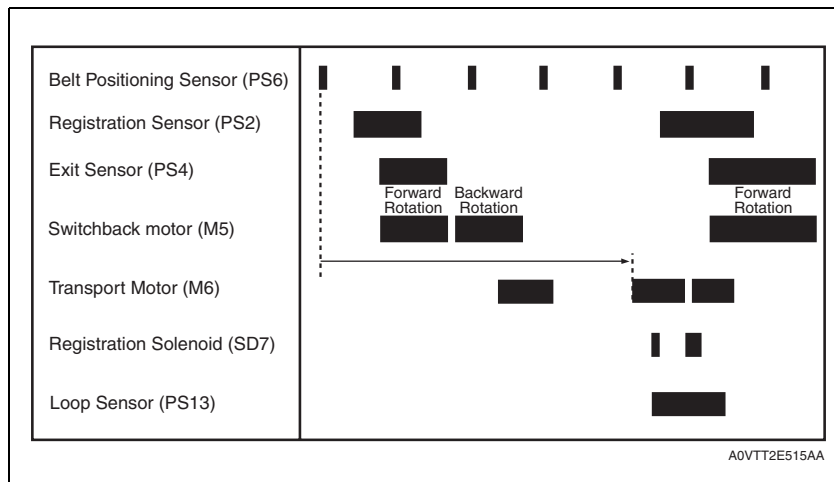 Belt Positioning Sensor (PS6)
Registration Sensor (PS2)
Exit Sensor (PS4)
Forward
Rotation
Backward
Rotation
Forward
Rotation
Switchback motor (M5)
Transport Motor (M6)
Registration Solenoid (SD7)
Loop Sensor (PS13)
A0VTT2E515AA